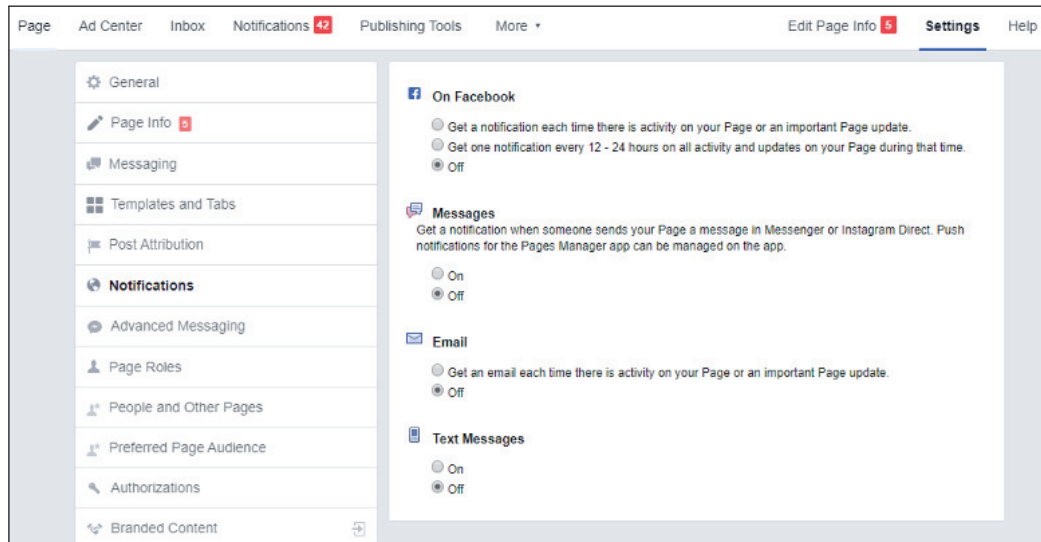 Page Ad Center Inbox Notifications 42 Publishing Tools More Edit Page Info 5 Settings Help
General
Page Info 5
Messaging
Templates and Tabs
Post Attribution
Notifications
Advanced Messaging
Page Roles
People and Other Pages
Preferred Page Audience
Authorizations
Branded Content
On Facebook
Get a notification each time there is activity on your Page or an important Page update.
Get one notification every 12 - 24 hours on all activity and updates on your Page during that time.
Off
Messages
Get a notification when someone sends your Page a message in Messenger or Instagram Direct. Push
notifications for the Pages Manager app can be managed on the app.
On
Off
Email
Get an email each time there is activity on your Page or an important Page update.
Off
Text Messages
On
Off